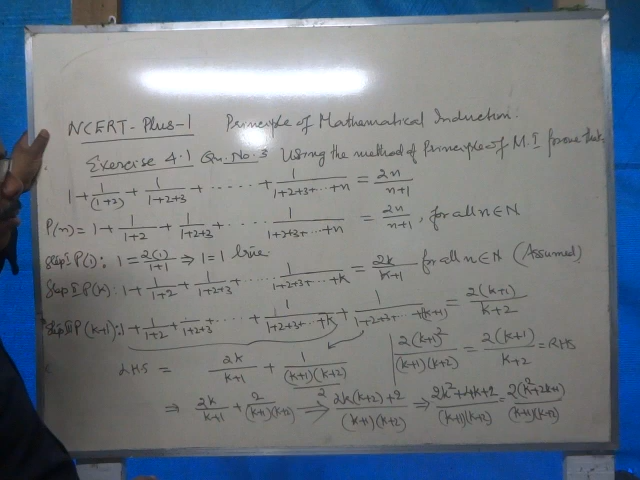 NCERT-Plus-1 Principle of Mathematical Induction.
Exercise 4.1 Qn. No. 3 Using the method of Principle of M.I prove that
1 + 1/(1+2) + 1/1+2+3 + ...... + 1/1+2+3+...+n = 2n/n+1
P(n) = 1 + 1/1+2 + 1/1+2+3 + ..... 1/1+2+3+...+n = 2n/n+1, for all n ∈ N
Step I P(1): 1 = 2(1)/1+1 ⇒ 1=1 true.
Step II P(k): 1 + 1/1+2 + 1/1+2+3 + ..... 1/1+2+3+...+k = 2k/k+1 for all n ∈ N (Assumed)
Step III P(k+1): 1 + 1/1+2 + 1/1+2+3 + .... + 1/1+2+3+...+k + 1/1+2+3+...+(k+1) = 2(k+1)/k+2
LHS = 2k/k+1 + 1/(k+1)(k+2)/2 | 2(k+1)²/(k+1)(k+2) = 2(k+1)/k+2 = RHS
⇒ 2k/k+1 + 2/(k+1)(k+2) ⇒ 2k(k+2)+2/(k+1)(k+2) ⇒ 2k²+4k+2/(k+1)(k+2) = 2(k²+2k+1)/(k+1)(k+2)